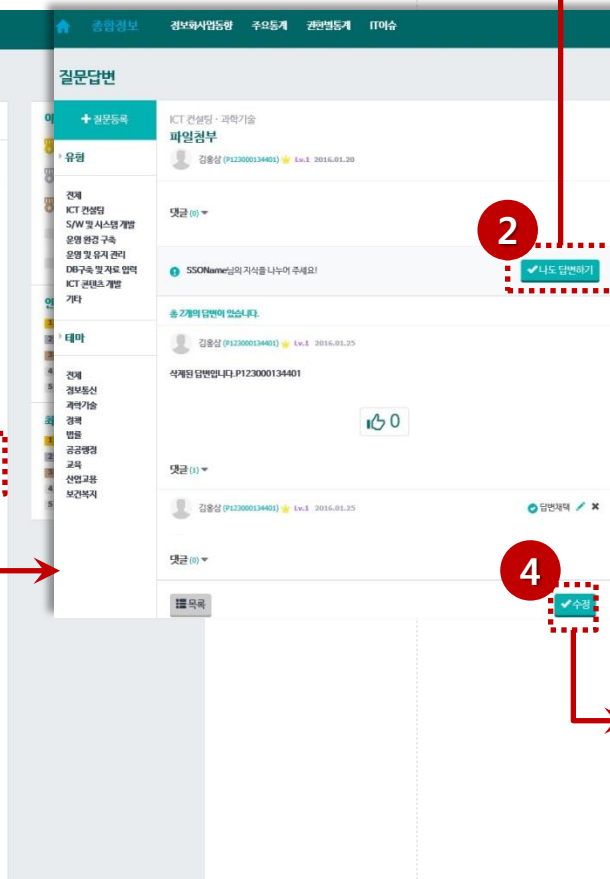 종합정보 정보화사업동향 주요통계 권한별통계 IT이슈
질문답변
질문등록
유형
전체
ICT 컨설팅
S/W 및 시스템 개발
운영 환경 구축
운영 및 유지 관리
DB구축 및 자료 입력
ICT 콘텐츠 개발
기타
테마
전체
정보통신
과학기술
정책
법률
공공행정
교육
산업고용
보건복지
ICT 컨설팅 · 과학기술
파일첨부
김홍삼 (P123000134401) Lv.1 2016.01.20
댓글 (0)
2
SSOName님의 지식을 나누어 주세요!
나도 답변하기
총 2개의 답변이 있습니다.
김홍삼 (P123000134401) Lv.1 2016.01.25
삭제된 답변입니다.P123000134401
0
댓글 (1)
김홍삼 (P123000134401) Lv.1 2016.01.25
답변채택
댓글 (0)
4
목록
수정